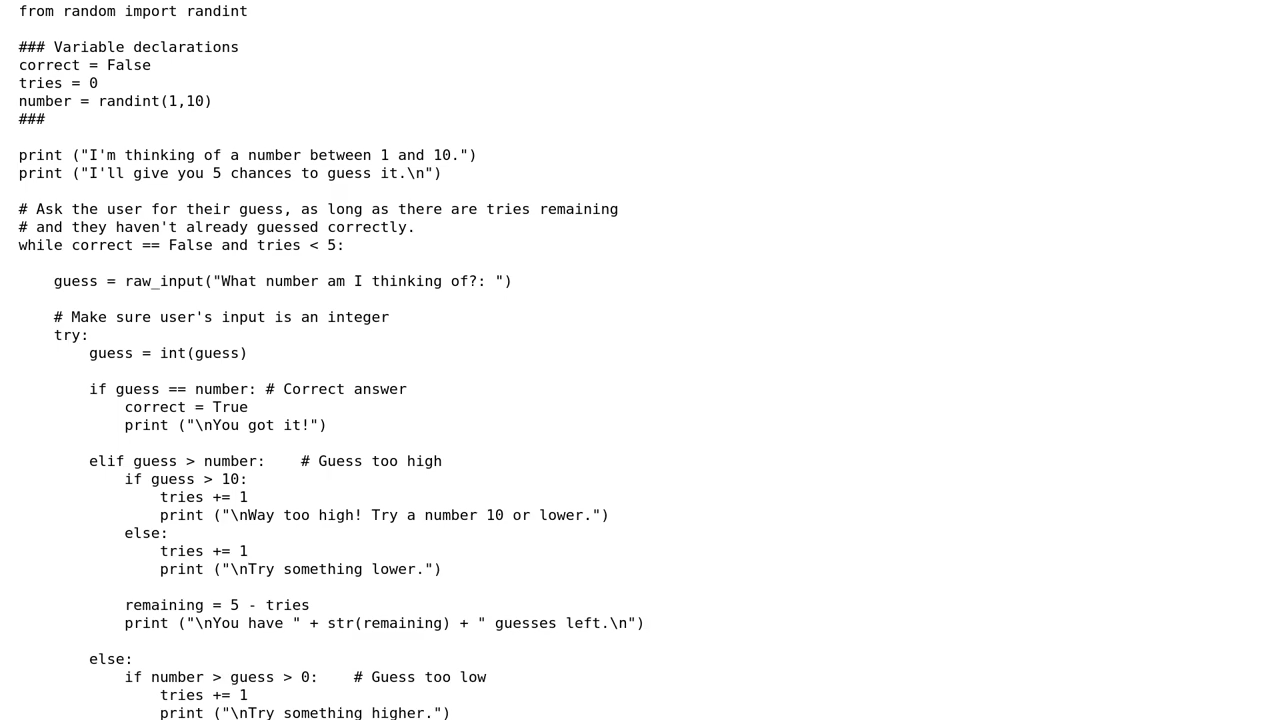 from random import randint

### Variable declarations
correct = False
tries = 0
number = randint(1,10)
###

print ("I'm thinking of a number between 1 and 10.")
print ("I'll give you 5 chances to guess it.\n")

# Ask the user for their guess, as long as there are tries remaining
# and they haven't already guessed correctly.
while correct == False and tries < 5:

    guess = raw_input("What number am I thinking of?: ")

    # Make sure user's input is an integer
    try:
        guess = int(guess)

        if guess == number: # Correct answer
            correct = True
            print ("\nYou got it!")

        elif guess > number:    # Guess too high
            if guess > 10:
                tries += 1
                print ("\nWay too high! Try a number 10 or lower.")
            else:
                tries += 1
                print ("\nTry something lower.")

            remaining = 5 - tries
            print ("\nYou have " + str(remaining) + " guesses left.\n")

        else:
            if number > guess > 0:    # Guess too low
                tries += 1
                print ("\nTry something higher.")